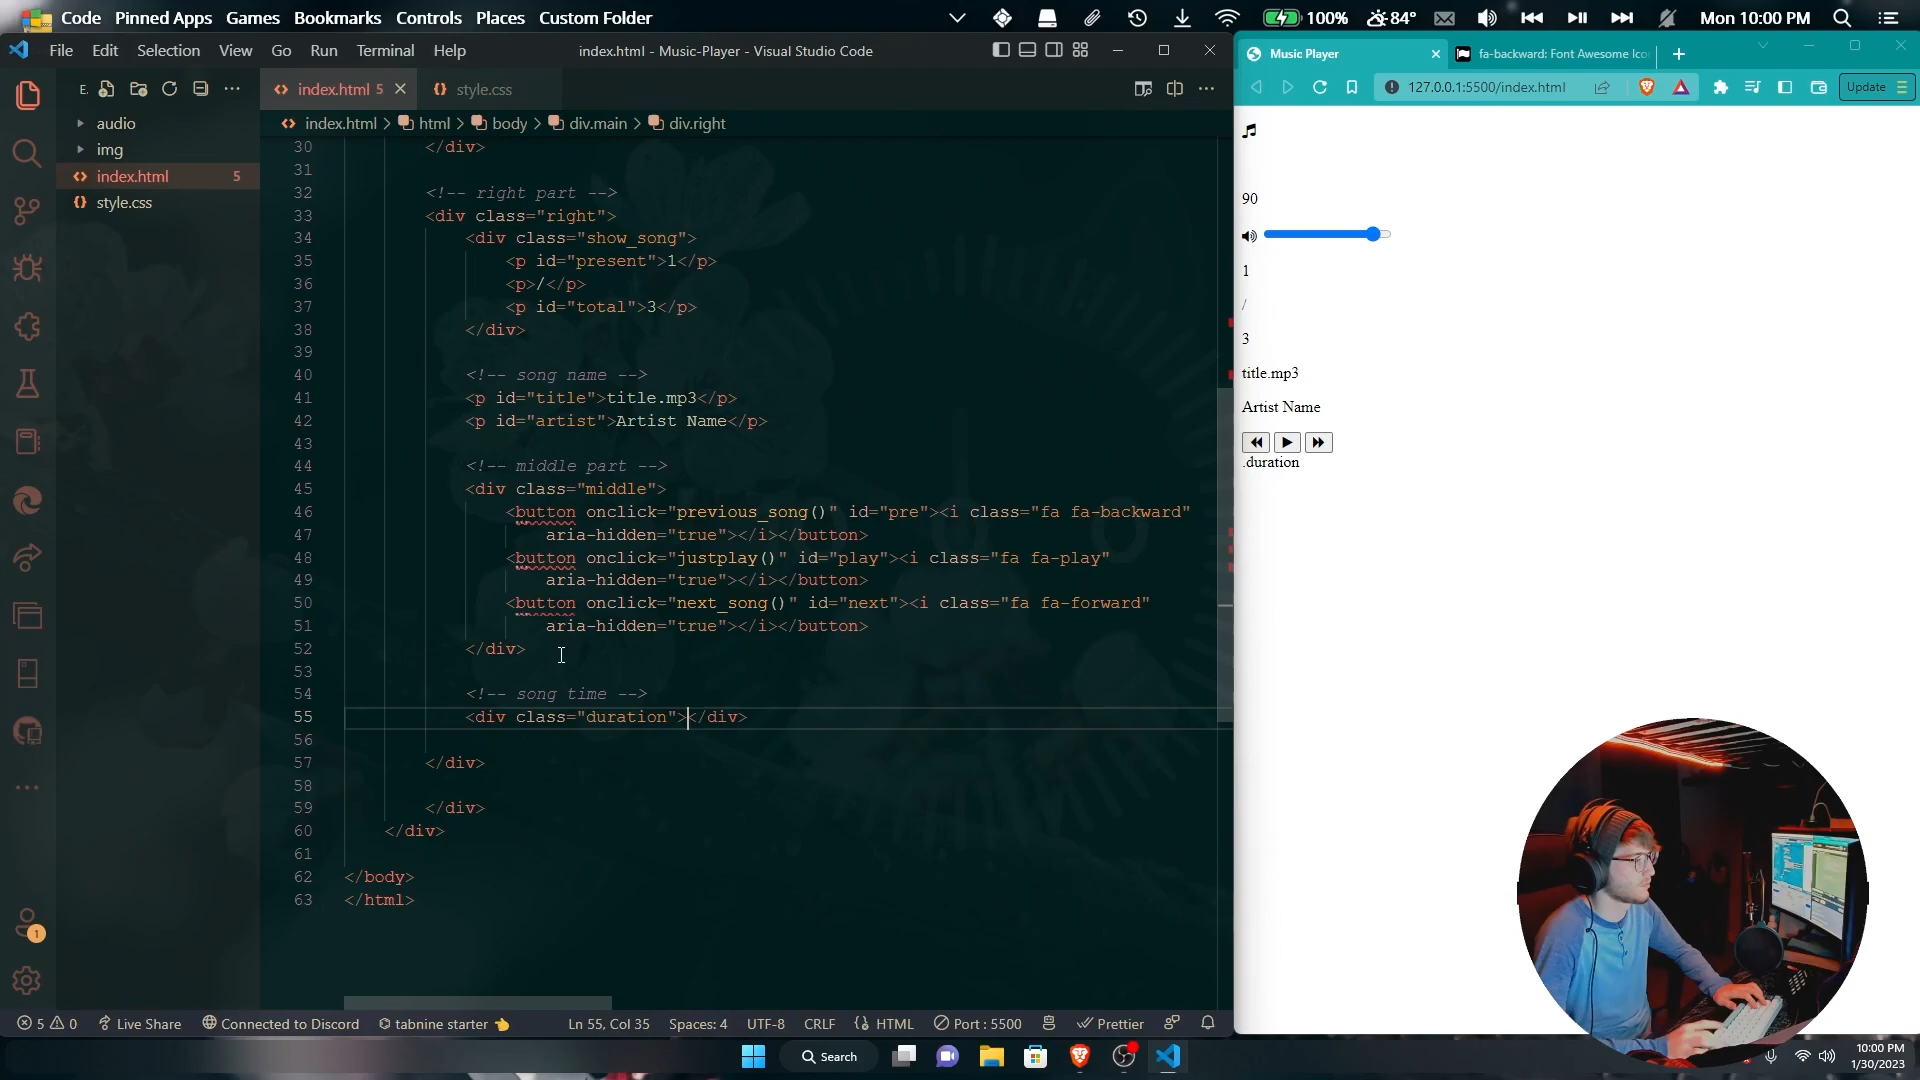 Code Pinned Apps Games Bookmarks Controls Places Custom Folder
100% 84° Mon 10:00 PM
File Edit Selection View Go Run Terminal Help
index.html - Music-Player - Visual Studio Code
E.
audio
img
index.html 5
style.css
index.html 5
style.css
index.html > html > body > div.main > div.right
30 </div>
31
32 <!-- right part -->
33 <div class="right">
34 <div class="show_song">
35 <p id="present">1</p>
36 <p>/</p>
37 <p id="total">3</p>
38 </div>
39
40 <!-- song name -->
41 <p id="title">title.mp3</p>
42 <p id="artist">Artist Name</p>
43
44 <!-- middle part -->
45 <div class="middle">
46 <button onclick="previous_song()" id="pre"><i class="fa fa-backward"
47 aria-hidden="true"></i></button>
48 <button onclick="justplay()" id="play"><i class="fa fa-play"
49 aria-hidden="true"></i></button>
50 <button onclick="next_song()" id="next"><i class="fa fa-forward"
51 aria-hidden="true"></i></button>
52 </div>
53
54 <!-- song time -->
55 <div class="duration"></div>
56
57 </div>
58
59 </div>
60 </div>
61
62 </body>
63 </html>
1
5 0 Live Share Connected to Discord tabnine starter Ln 55, Col 35 Spaces: 4 UTF-8 CRLF HTML Port : 5500 Prettier
Music Player
fa-backward: Font Awesome Ico
127.0.0.1:5500/index.html
Update
90
1
/
3
title.mp3
Artist Name
.duration
Search
10:00 PM
1/30/2023